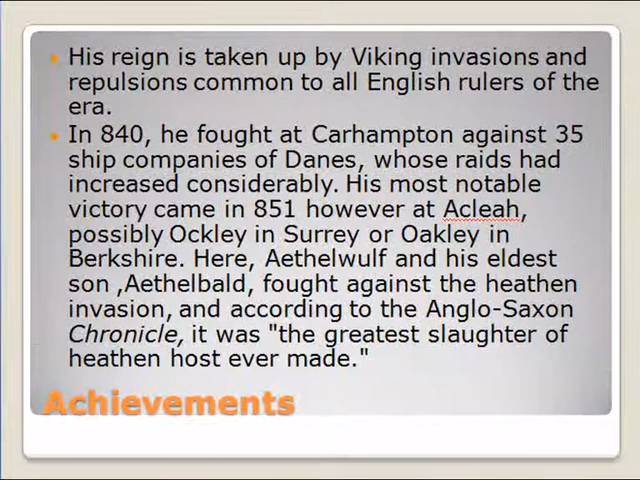 His reign is taken up by Viking invasions and
repulsions common to all English rulers of the
era.
In 840, he fought at Carhampton against 35
ship companies of Danes, whose raids had
increased considerably. His most notable
victory came in 851 however at Acleah,
possibly Ockley in Surrey or Oakley in
Berkshire. Here, Aethelwulf and his eldest
son ,Aethelbald, fought against the heathen
invasion, and according to the Anglo-Saxon
Chronicle, it was "the greatest slaughter of
heathen host ever made."
Achievements